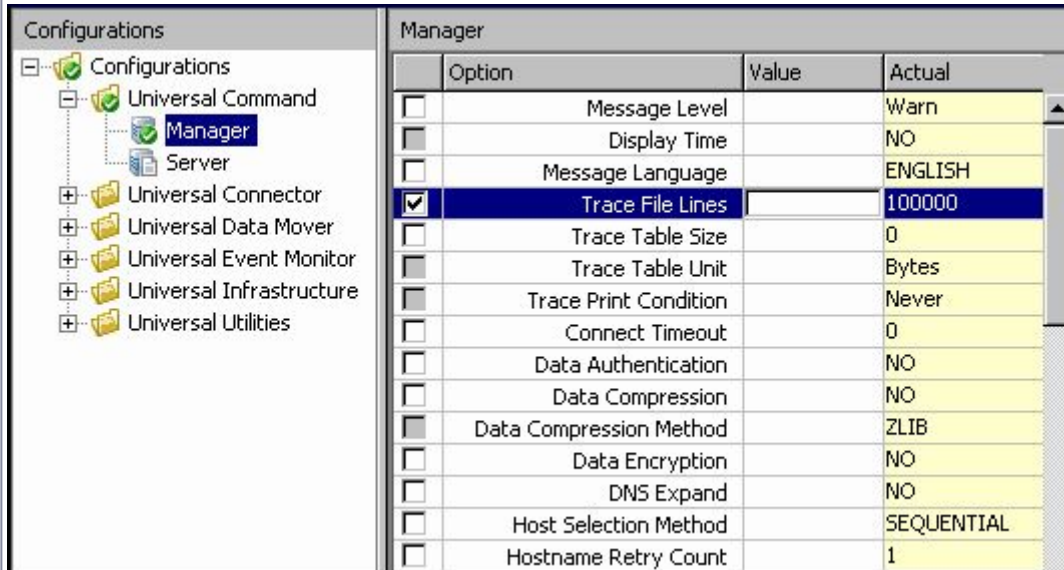 Configurations
Configurations
Universal Command
Manager
Server
Universal Connector
Universal Data Mover
Universal Event Monitor
Universal Infrastructure
Universal Utilities
Manager
Option Value Actual
Message Level Warn
Display Time NO
Message Language ENGLISH
Trace File Lines 100000
Trace Table Size 0
Trace Table Unit Bytes
Trace Print Condition Never
Connect Timeout 0
Data Authentication NO
Data Compression NO
Data Compression Method ZLIB
Data Encryption NO
DNS Expand NO
Host Selection Method SEQUENTIAL
Hostname Retry Count 1